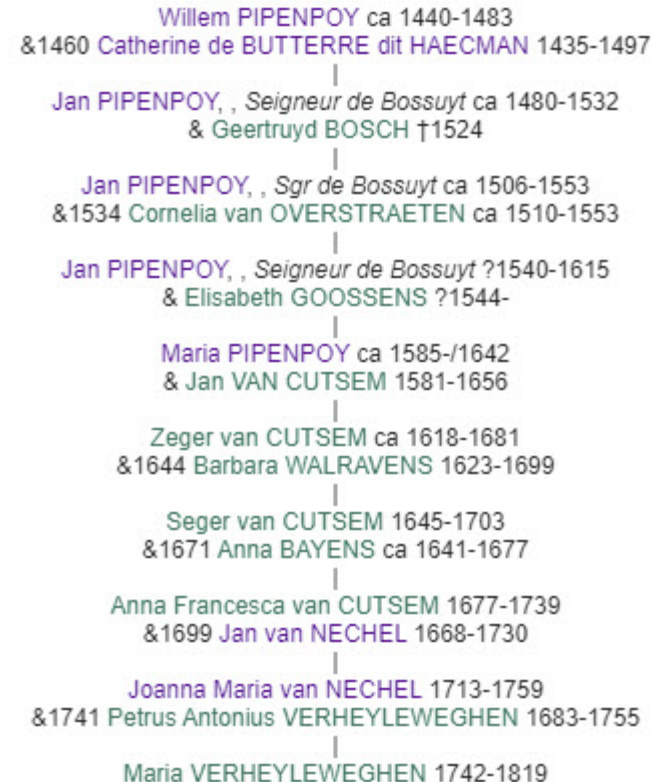 Willem PIPENPOY ca 1440-1483
&1460 Catherine de BUTTERRE dit HAECMAN 1435-1497
Jan PIPENPOY, , Seigneur de Bossuyt ca 1480-1532
& Geertruyd BOSCH †1524
Jan PIPENPOY, , Sgr de Bossuyt ca 1506-1553
&1534 Cornelia van OVERSTRAETEN ca 1510-1553
Jan PIPENPOY, , Seigneur de Bossuyt ?1540-1615
& Elisabeth GOOSSENS ?1544-
Maria PIPENPOY ca 1585-/1642
& Jan VAN CUTSEM 1581-1656
Zeger van CUTSEM ca 1618-1681
&1644 Barbara WALRAVENS 1623-1699
Seger van CUTSEM 1645-1703
&1671 Anna BAYENS ca 1641-1677
Anna Francesca van CUTSEM 1677-1739
&1699 Jan van NECHEL 1668-1730
Joanna Maria van NECHEL 1713-1759
&1741 Petrus Antonius VERHEYLEWEGHEN 1683-1755
Maria VERHEYLEWEGHEN 1742-1819